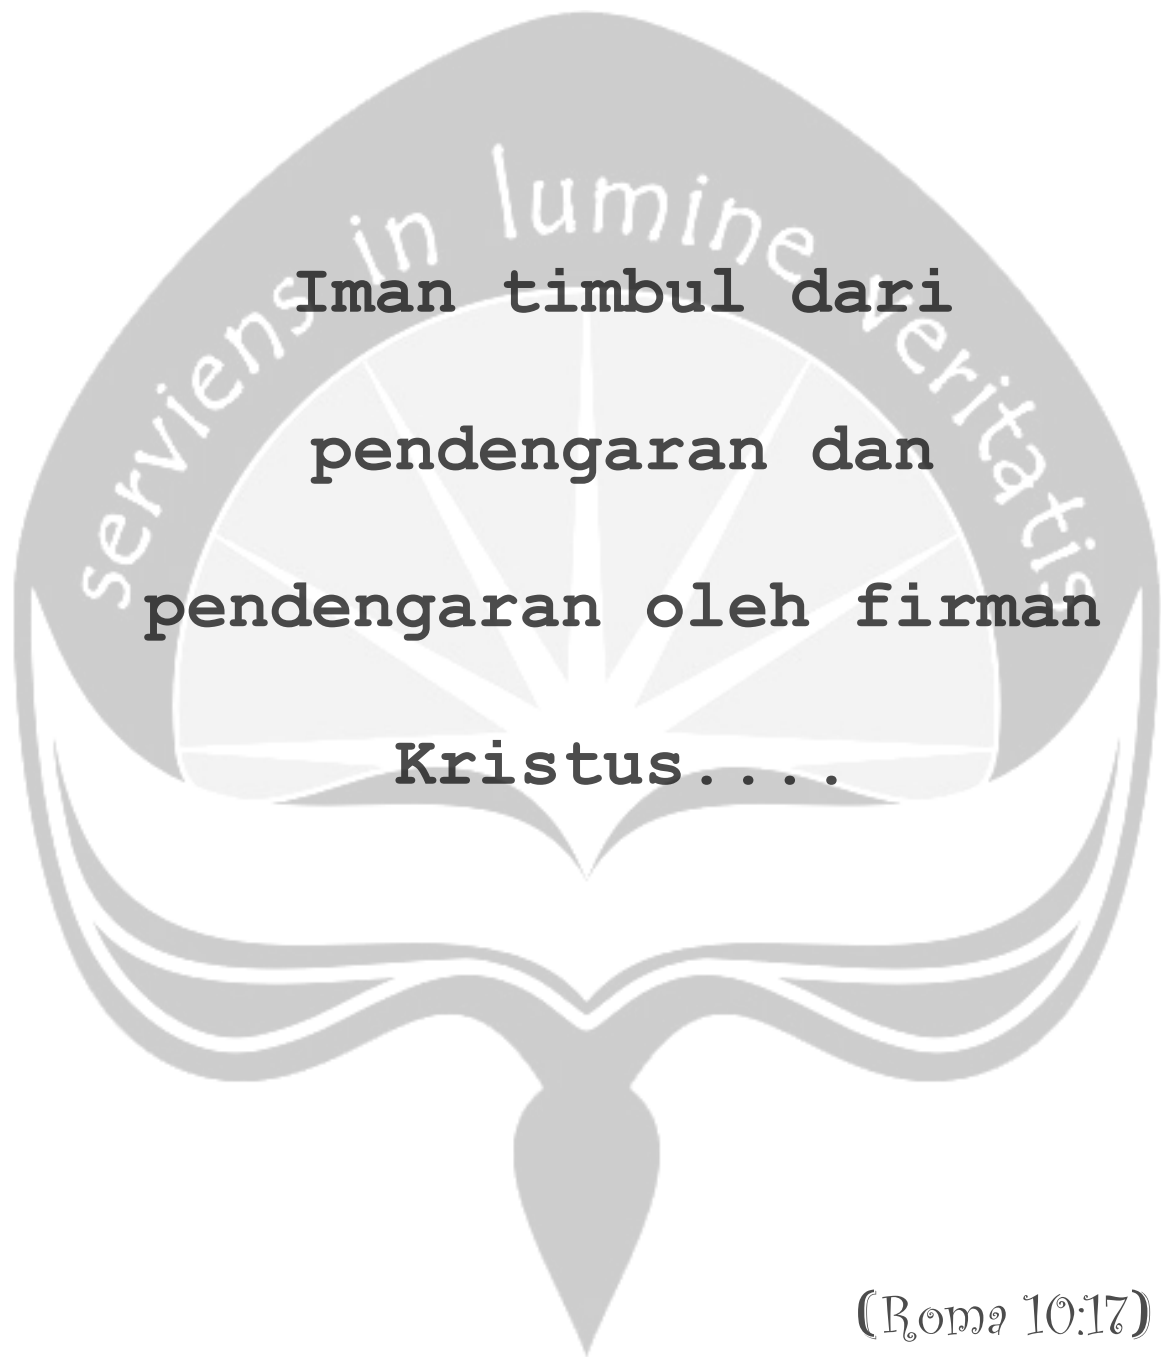 serviens in lumine veritatis
Iman timbul dari
pendengaran dan
pendengaran oleh firman
Kristus....
(Roma 10:17)